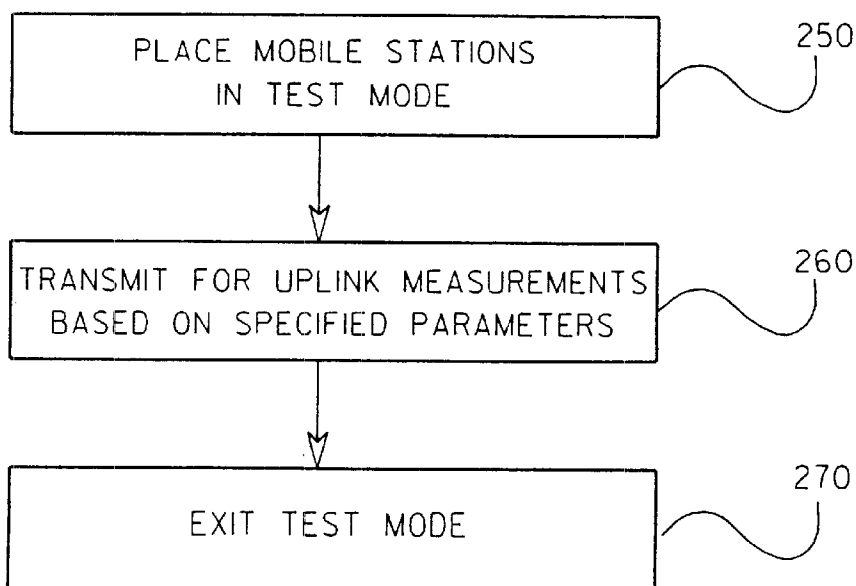 PLACE MOBILE STATIONS
IN TEST MODE
250
TRANSMIT FOR UPLINK MEASUREMENTS
BASED ON SPECIFIED PARAMETERS
260
EXIT TEST MODE
270